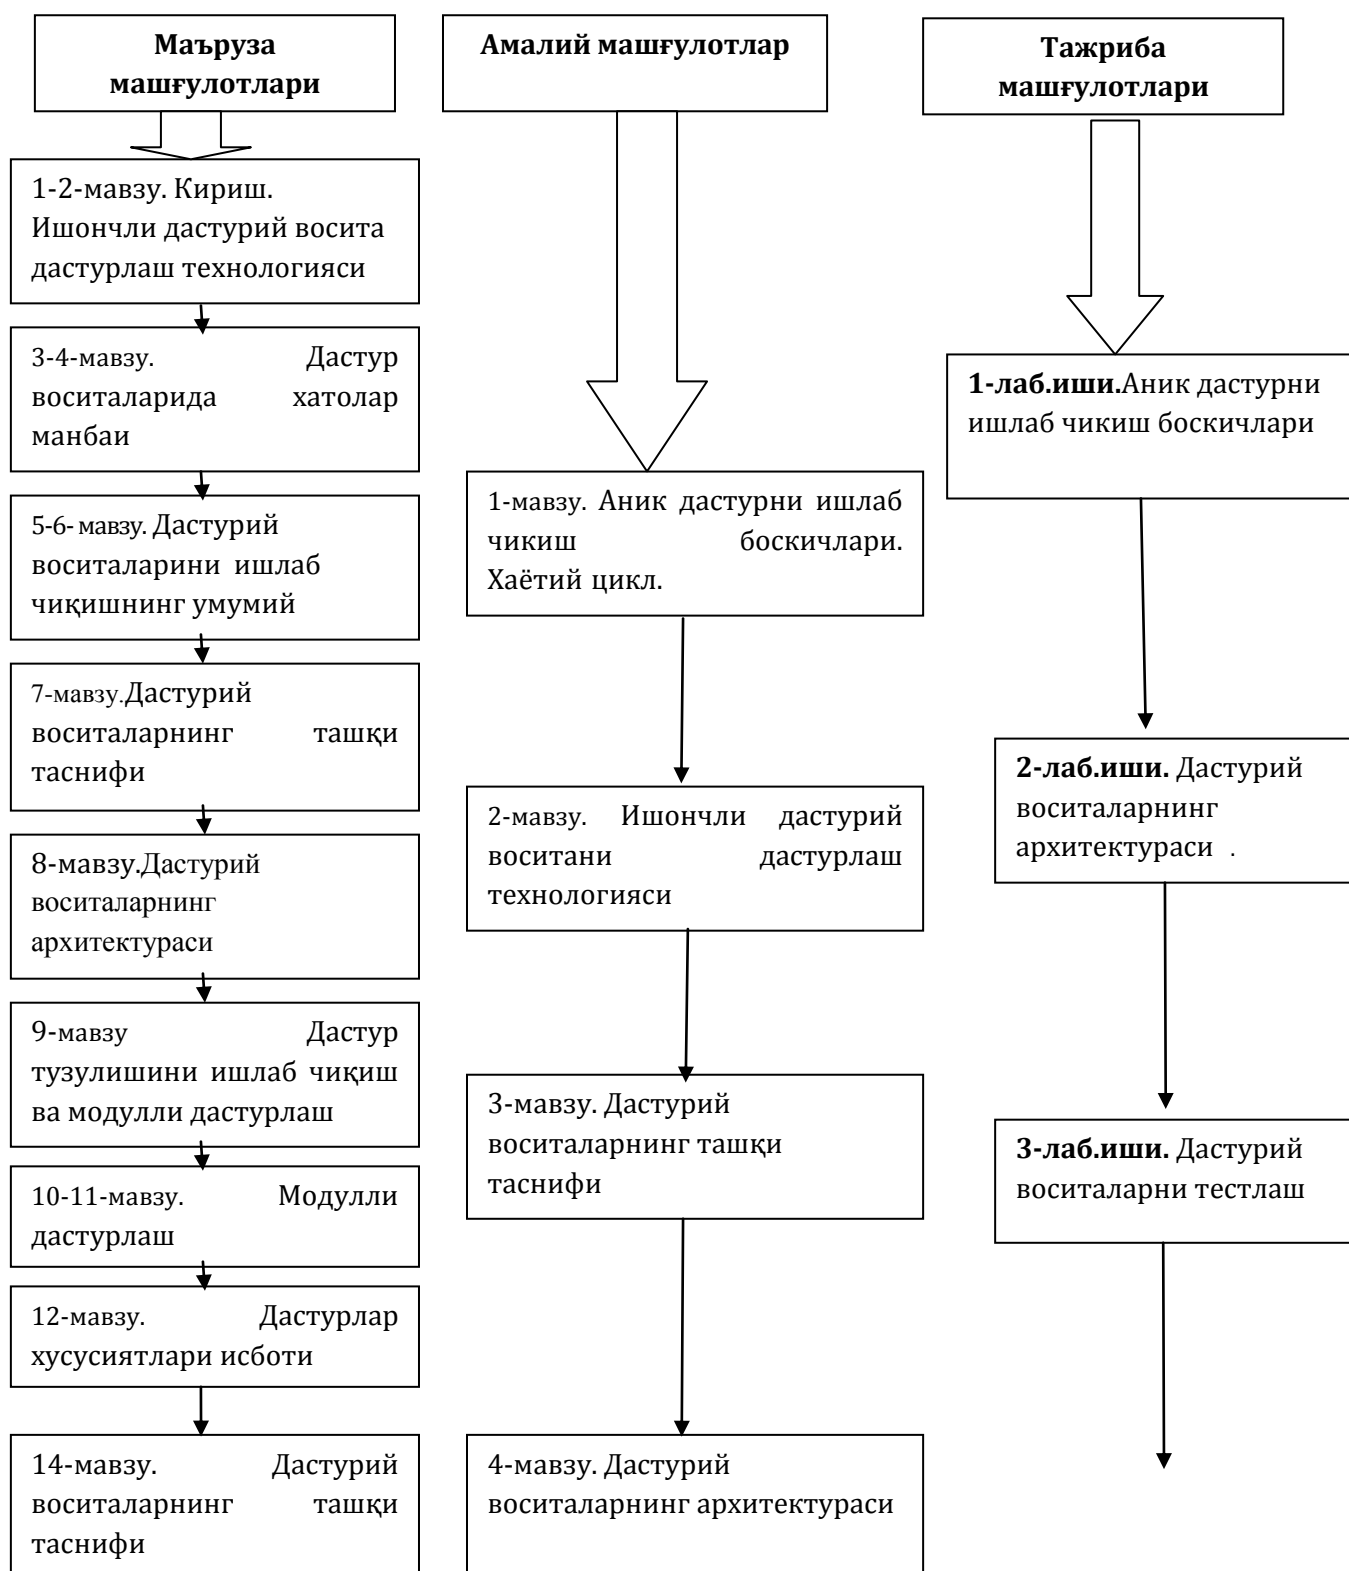 Маъруза
машғулотлари
1-2-мавзу. Кириш.
Ишончли дастурий восита
дастурлаш технологияси
3-4-мавзу. Дастур
воситаларида хатолар
манбаи
5-6- мавзу. Дастурий
воситаларини ишлаб
чиқишнинг умумий
7-мавзу.Дастурий
воситаларнинг ташқи
таснифи
8-мавзу.Дастурий
воситаларнинг
архитектураси
9-мавзу Дастур
тузулишини ишлаб чиқиш
ва модулли дастурлаш
10-11-мавзу. Модулли
дастурлаш
12-мавзу. Дастурлар
хусусиятлари исботи
14-мавзу. Дастурий
воситаларнинг ташқи
таснифи
Амалий машғулотлар
1-мавзу. Аник дастурни ишлаб
чикиш боскичлари.
Хаётий цикл.
2-мавзу. Ишончли дастурий
воситани дастурлаш
технологияси
3-мавзу. Дастурий
воситаларнинг ташқи
таснифи
4-мавзу. Дастурий
воситаларнинг архитектураси
Тажриба
машғулотлари
1-лаб.иши.Аник дастурни
ишлаб чикиш боскичлари
2-лаб.иши. Дастурий
воситаларнинг
архитектураси .
3-лаб.иши. Дастурий
воситаларни тестлаш